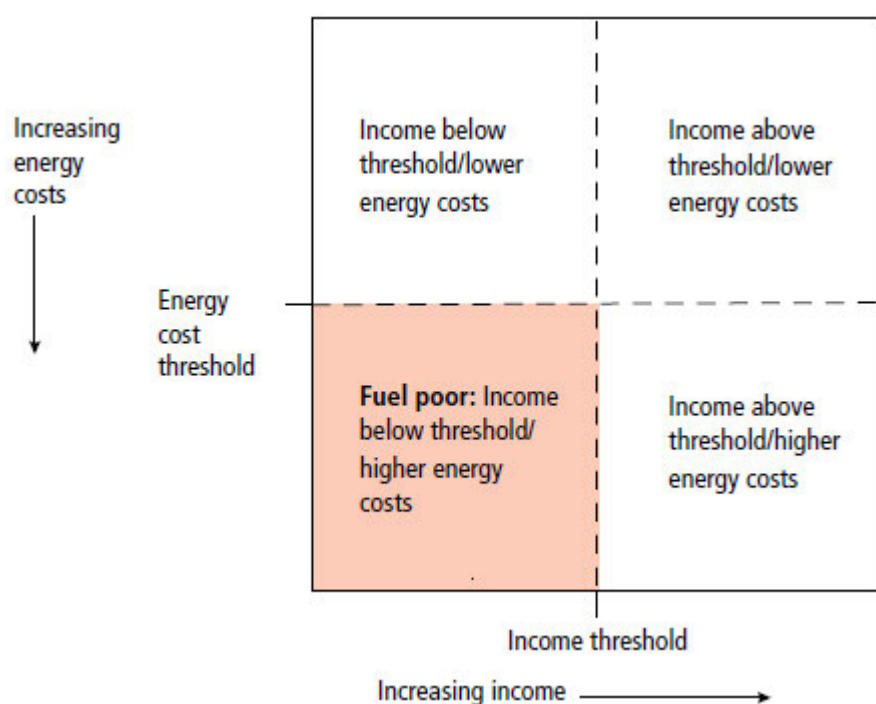 Increasing
energy
costs
Income below
threshold/lower
energy costs
Income above
threshold/lower
energy costs
Energy
cost
threshold
Fuel poor: Income
below threshold/
higher energy
costs
Income above
threshold/higher
energy costs
Income threshold
Increasing income